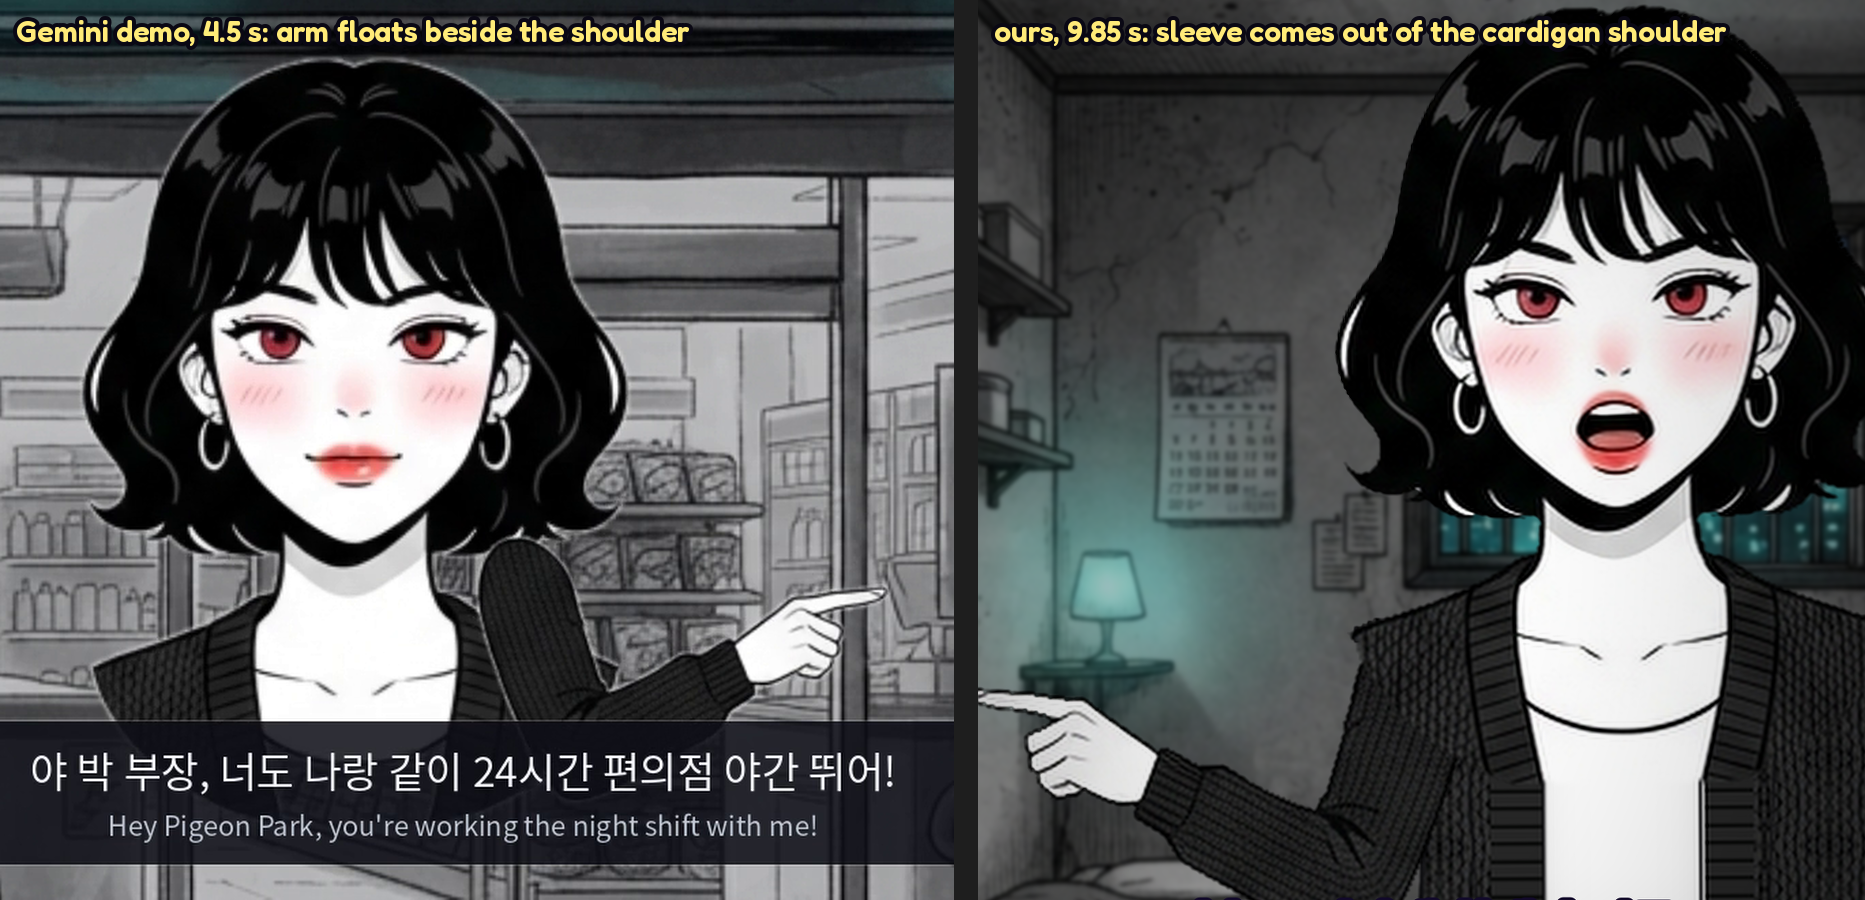 Gemini demo, 4.5 s: arm floats beside the shoulder
ours, 9.85 s: sleeve comes out of the cardigan shoulder
야 박 부장, 너도 나랑 같이 24시간 편의점 야간 뛰어!
Hey Pigeon Park, you're working the night shift with me!